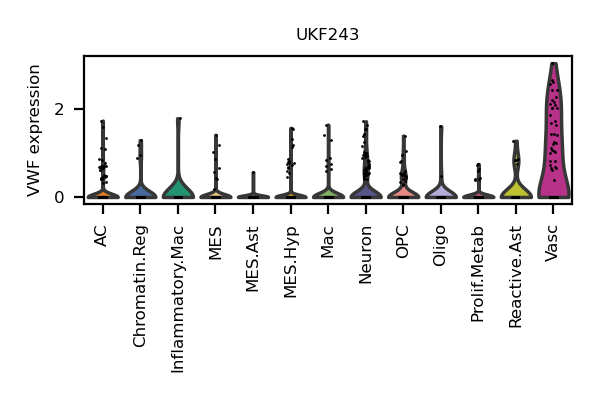 UKF243
VWF expression
2
0
AC
Chromatin.Reg
Inflammatory.Mac
MES
MES.Ast
MES.Hyp
Mac
Neuron
OPC
Oligo
Prolif.Metab
Reactive.Ast
Vasc